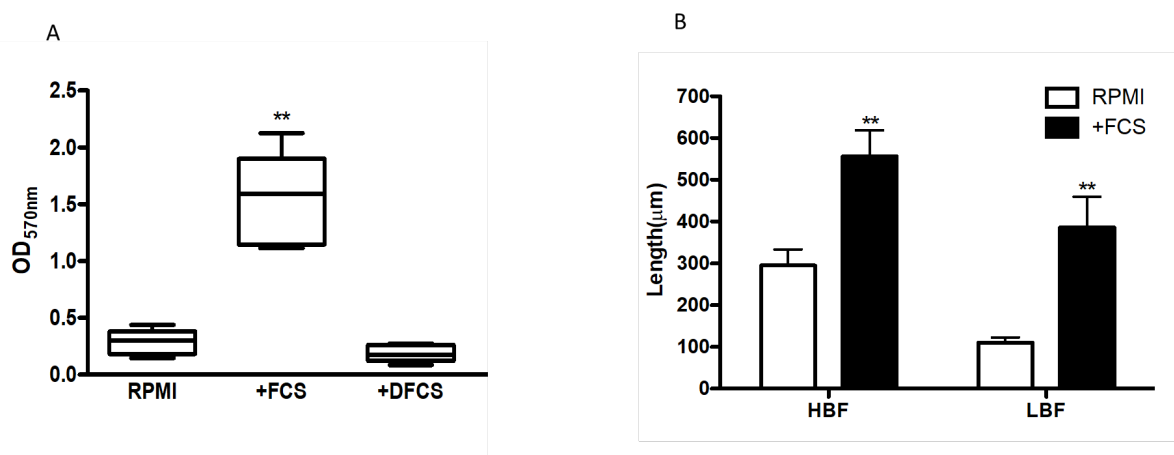 A
2.5
2.0
1.5
1.0
0.5
0.0
OD570nm
**
RPMI +FCS +DFCS
B
700
600
500
400
300
200
100
0
Length(μm)
RPMI
+FCS
**
**
HBF LBF